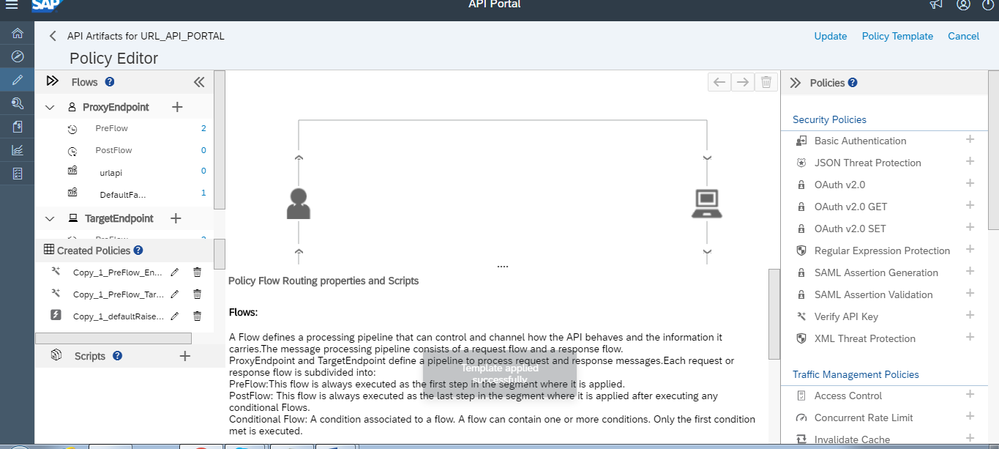 SAP
API Portal
API Artifacts for URL_API_PORTAL
Policy Editor
Update
Policy Template
Cancel
Flows ?
ProxyEndpoint
PreFlow 2
PostFlow 0
urlapi 0
DefaultFa... 1
TargetEndpoint
PreFlow
Created Policies ?
Copy_1_PreFlow_En...
Copy_1_PreFlow_Tar...
Copy_1_defaultRaise...
Scripts ?
Policy Flow Routing properties and Scripts
Flows:
A Flow defines a processing pipeline that can control and channel how the API behaves and the information it
carries.The message processing pipeline consists of a request flow and a response flow.
ProxyEndpoint and TargetEndpoint define a pipeline to process request and response messages.Each request or
response flow is subdivided into:
PreFlow:This flow is always executed as the first step in the segment where it is applied.
PostFlow: This flow is always executed as the last step in the segment where it is applied after executing any
conditional Flows.
Conditional Flow: A condition associated to a flow. A flow can contain one or more conditions. Only the first condition
met is executed.
Template applied
successfully
Policies ?
Security Policies
Basic Authentication
JSON Threat Protection
OAuth v2.0
OAuth v2.0 GET
OAuth v2.0 SET
Regular Expression Protection
SAML Assertion Generation
SAML Assertion Validation
Verify API Key
XML Threat Protection
Traffic Management Policies
Access Control
Concurrent Rate Limit
Invalidate Cache